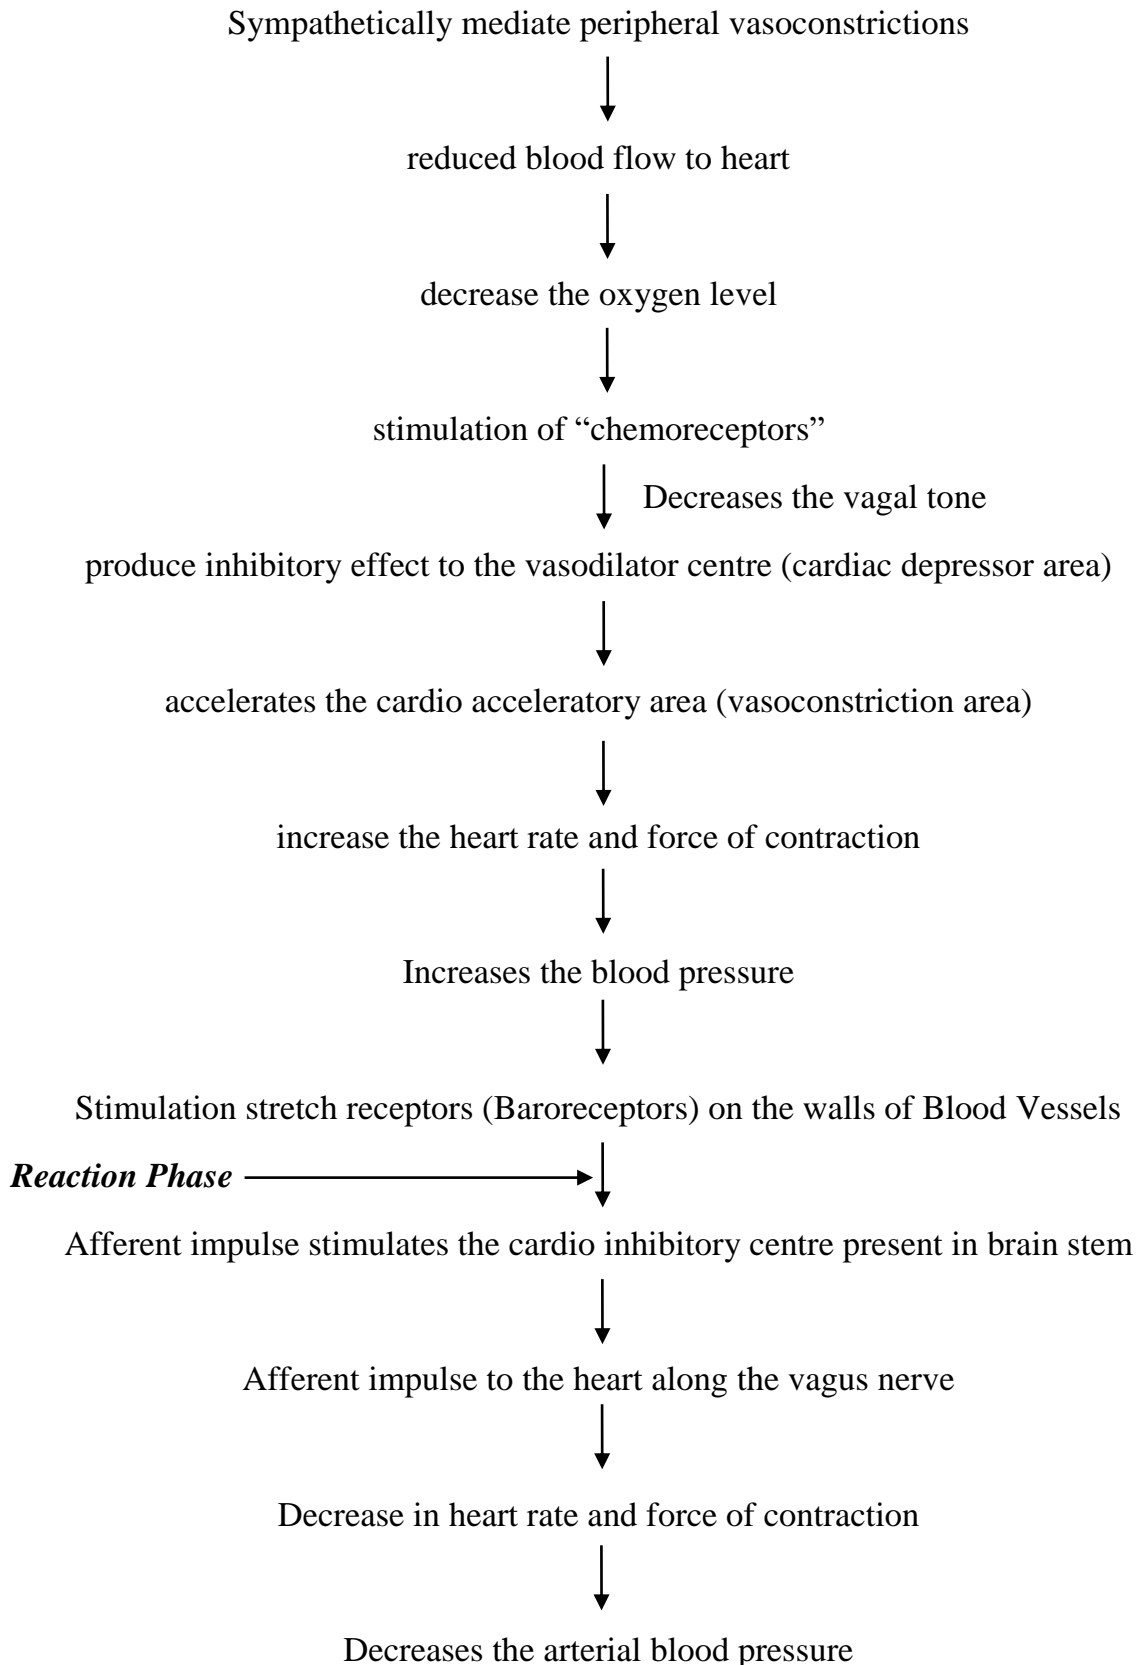 Sympathetically mediate peripheral vasoconstrictions
reduced blood flow to heart
decrease the oxygen level
stimulation of “chemoreceptors”
Decreases the vagal tone
produce inhibitory effect to the vasodilator centre (cardiac depressor area)
accelerates the cardio acceleratory area (vasoconstriction area)
increase the heart rate and force of contraction
Increases the blood pressure
Stimulation stretch receptors (Baroreceptors) on the walls of Blood Vessels
Reaction Phase
Afferent impulse stimulates the cardio inhibitory centre present in brain stem
Afferent impulse to the heart along the vagus nerve
Decrease in heart rate and force of contraction
Decreases the arterial blood pressure